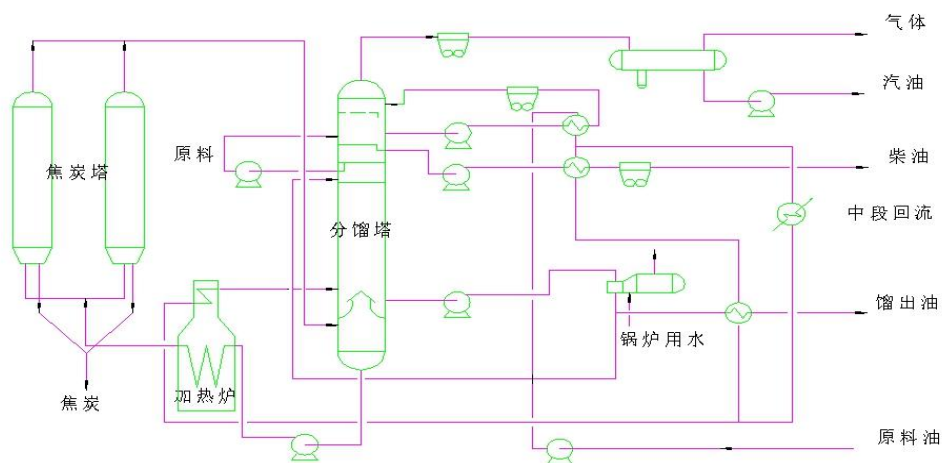 气体
汽油
原料
焦炭塔
柴油
中段回流
分馏塔
馏出油
锅炉用水
加热炉
焦炭
原料油